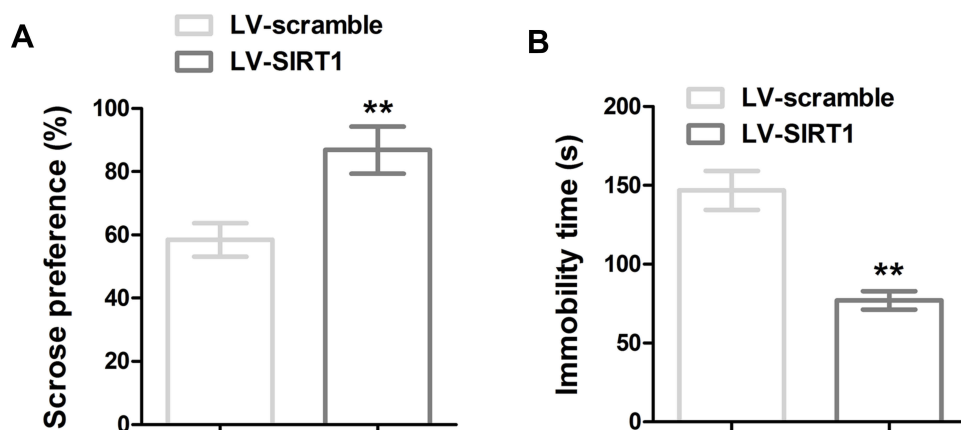 A
LV-scramble
LV-SIRT1
Scrose preference (%)
100
80
60
40
20
0
**
B
LV-scramble
LV-SIRT1
Immobility time (s)
200
150
100
50
0
**